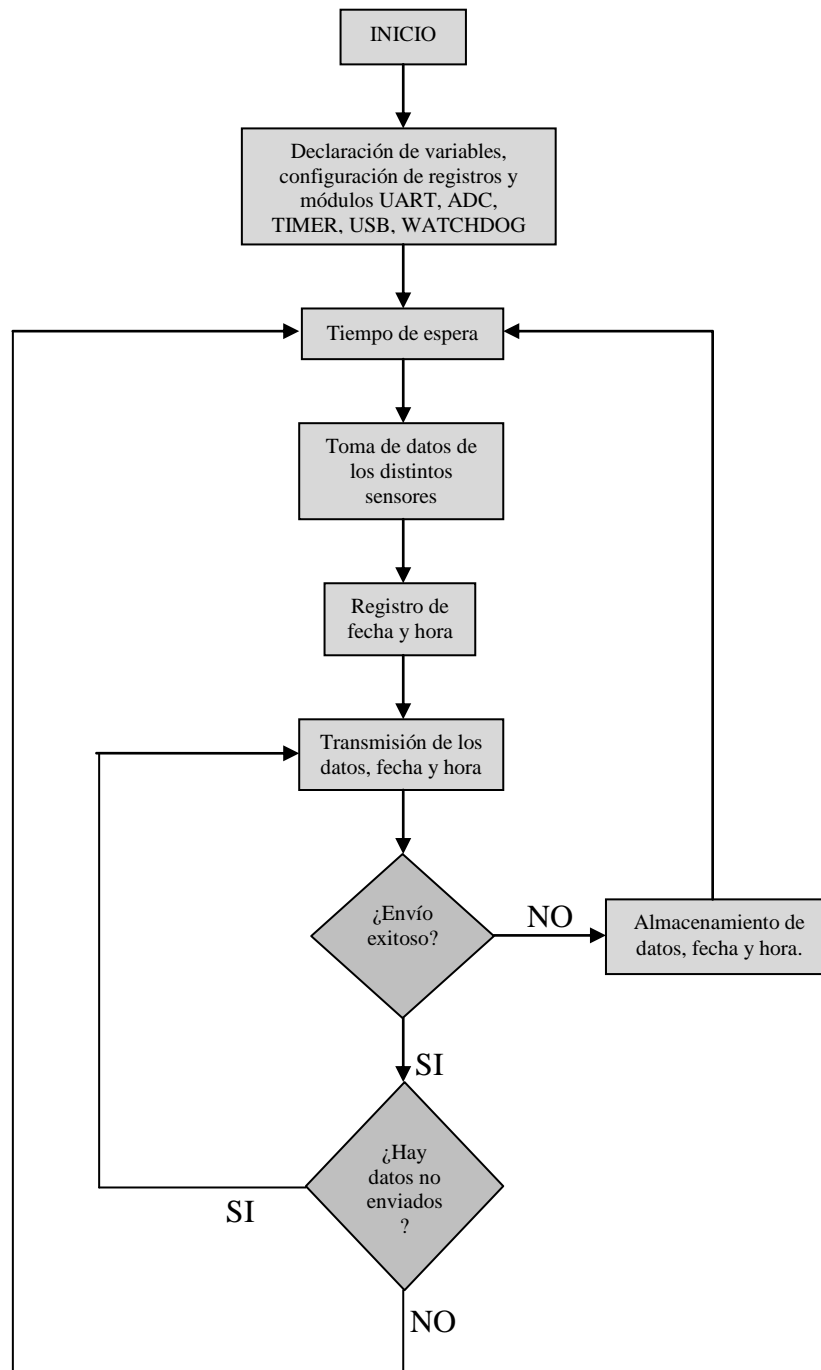 INICIO
Declaración de variables,
configuración de registros y
módulos UART, ADC,
TIMER, USB, WATCHDOG
Tiempo de espera
Toma de datos de
los distintos
sensores
Registro de
fecha y hora
Transmisión de los
datos, fecha y hora
¿Envío
exitoso?
NO
Almacenamiento de
datos, fecha y hora.
SI
¿Hay
datos no
enviados
?
SI
NO